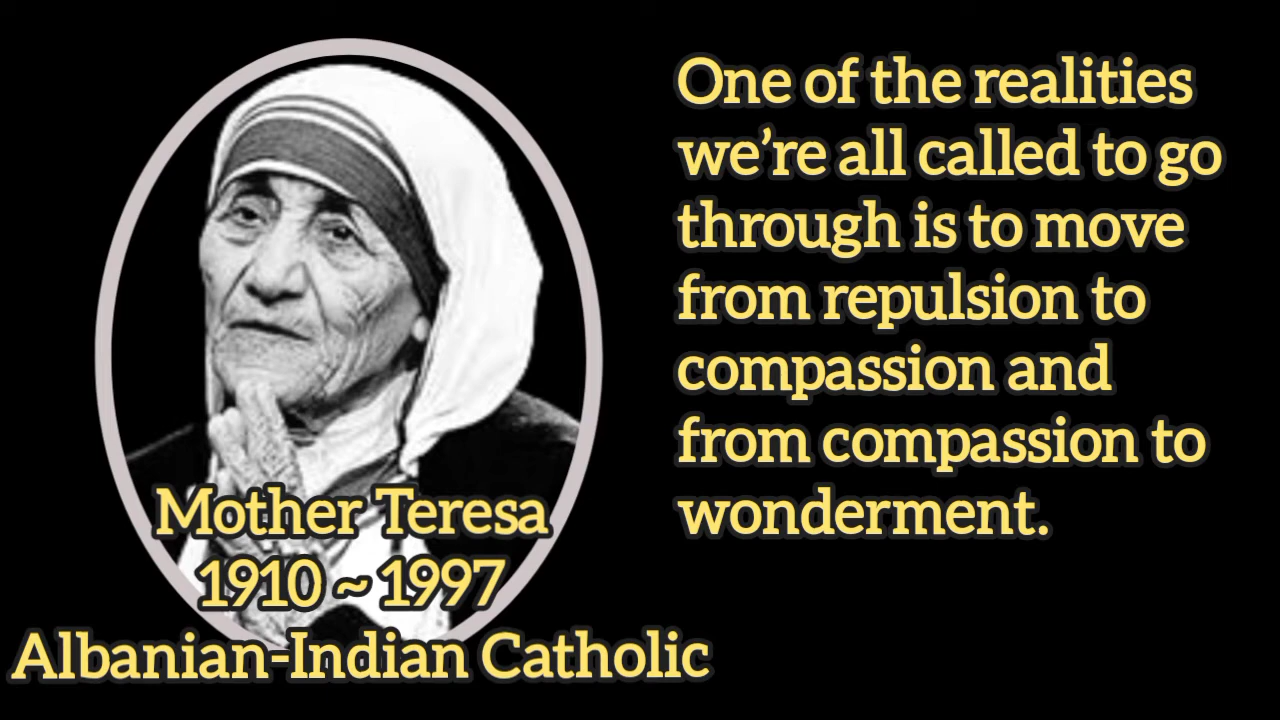 One of the realities
we’re all called to go
through is to move
from repulsion to
compassion and
from compassion to
wonderment.
Mother Teresa
1910 ~ 1997
Albanian-Indian Catholic